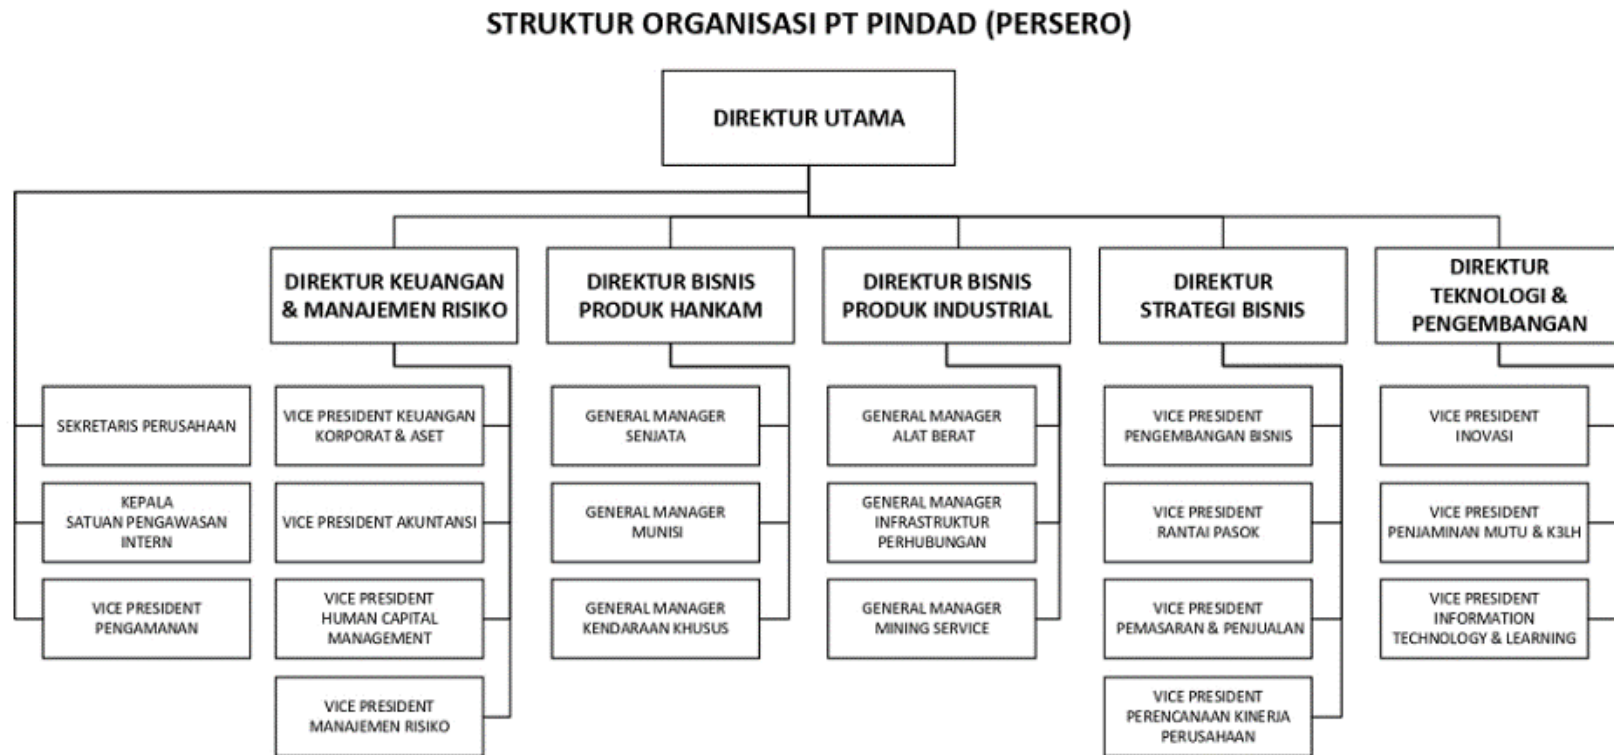 STRUKTUR ORGANISASI PT PINDAD (PERSERO)
DIREKTUR UTAMA
DIREKTUR KEUANGAN
& MANAJEMEN RISIKO
DIREKTUR BISNIS
PRODUK HANKAM
DIREKTUR BISNIS
PRODUK INDUSTRIAL
DIREKTUR
STRATEGI BISNIS
DIREKTUR
TEKNOLOGI &
PENGEMBANGAN
SEKRETARIS PERUSAHAAN
KEPALA
SATUAN PENGAWASAN
INTERN
VICE PRESIDENT
PENGAMANAN
VICE PRESIDENT KEUANGAN
KORPORAT & ASET
VICE PRESIDENT AKUNTANSI
VICE PRESIDENT
HUMAN CAPITAL
MANAGEMENT
VICE PRESIDENT
MANAJEMEN RISIKO
GENERAL MANAGER
SENJATA
GENERAL MANAGER
MUNISI
GENERAL MANAGER
KENDARAAN KHUSUS
GENERAL MANAGER
ALAT BERAT
GENERAL MANAGER
INFRASTRUKTUR
PERHUBUNGAN
GENERAL MANAGER
MINING SERVICE
VICE PRESIDENT
PENGEMBANGAN BISNIS
VICE PRESIDENT
RANTAI PASOK
VICE PRESIDENT
PEMASARAN & PENJUALAN
VICE PRESIDENT
PERENCANAAN KINERJA
PERUSAHAAN
VICE PRESIDENT
INOVASI
VICE PRESIDENT
PENJAMINAN MUTU & K3LH
VICE PRESIDENT
INFORMATION
TECHNOLOGY & LEARNING